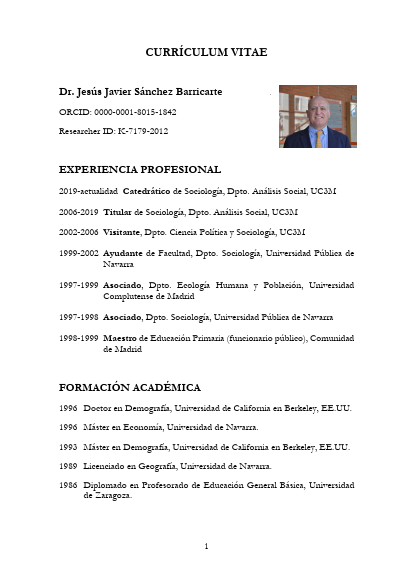 CURRÍCULUM VITAE
Dr. Jesús Javier Sánchez Barricarte
ORCID: 0000-0001-8015-1842
Researcher ID: K-7179-2012
EXPERIENCIA PROFESIONAL
2019-actualidad Catedrático de Sociología, Dpto. Análisis Social, UC3M
2006-2019 Titular de Sociología, Dpto. Análisis Social, UC3M
2002-2006 Visitante, Dpto. Ciencia Política y Sociología, UC3M
1999-2002 Ayudante de Facultad, Dpto. Sociología, Universidad Pública de
Navarra
1997-1999 Asociado, Dpto. Ecología Humana y Población, Universidad
Complutense de Madrid
1997-1998 Asociado, Dpto. Sociología, Universidad Pública de Navarra
1998-1999 Maestro de Educación Primaria (funcionario público), Comunidad
de Madrid
FORMACIÓN ACADÉMICA
1996 Doctor en Demografía, Universidad de California en Berkeley, EE.UU.
1996 Máster en Economía, Universidad de Navarra.
1993 Máster en Demografía, Universidad de California en Berkeley, EE.UU.
1989 Licenciado en Geografía, Universidad de Navarra.
1986 Diplomado en Profesorado de Educación General Básica, Universidad
de Zaragoza.
1